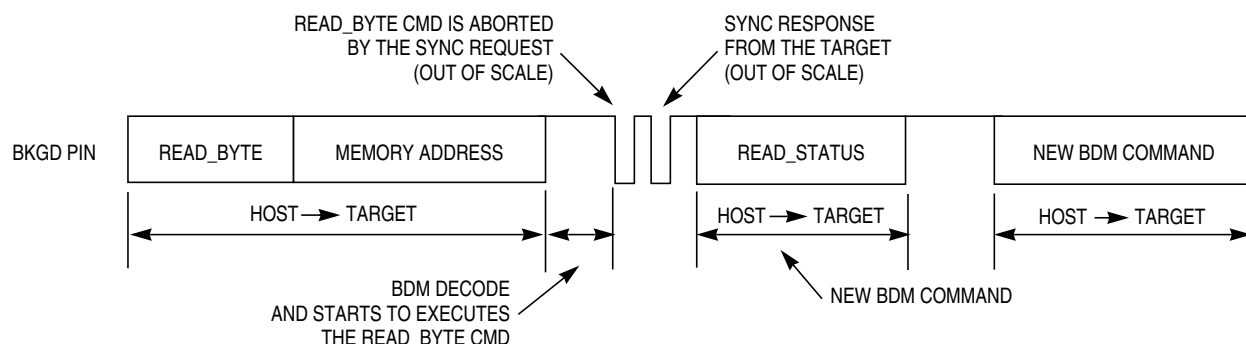 READ_BYTE CMD IS ABORTED
BY THE SYNC REQUEST
(OUT OF SCALE)
SYNC RESPONSE
FROM THE TARGET
(OUT OF SCALE)
BKGD PIN
READ_BYTE
MEMORY ADDRESS
READ_STATUS
NEW BDM COMMAND
HOST → TARGET
HOST → TARGET
HOST → TARGET
BDM DECODE
AND STARTS TO EXECUTES
THE READ_BYTE CMD
NEW BDM COMMAND